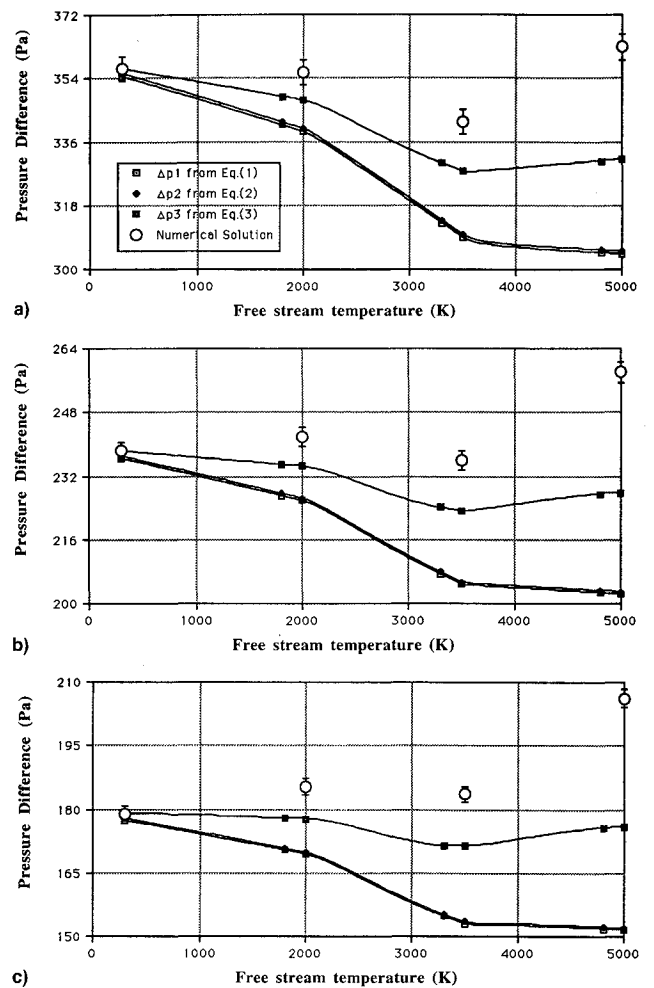 372
354
336
318
300
Pressure Difference (Pa)
Δp1 from Eq.(1)
Δp2 from Eq.(2)
Δp3 from Eq.(3)
Numerical Solution
0 1000 2000 3000 4000 5000
a) Free stream temperature (K)
264
248
232
216
200
Pressure Difference (Pa)
0 1000 2000 3000 4000 5000
b) Free stream temperature (K)
210
195
180
165
150
Pressure Difference (Pa)
0 1000 2000 3000 4000 5000
c) Free stream temperature (K)